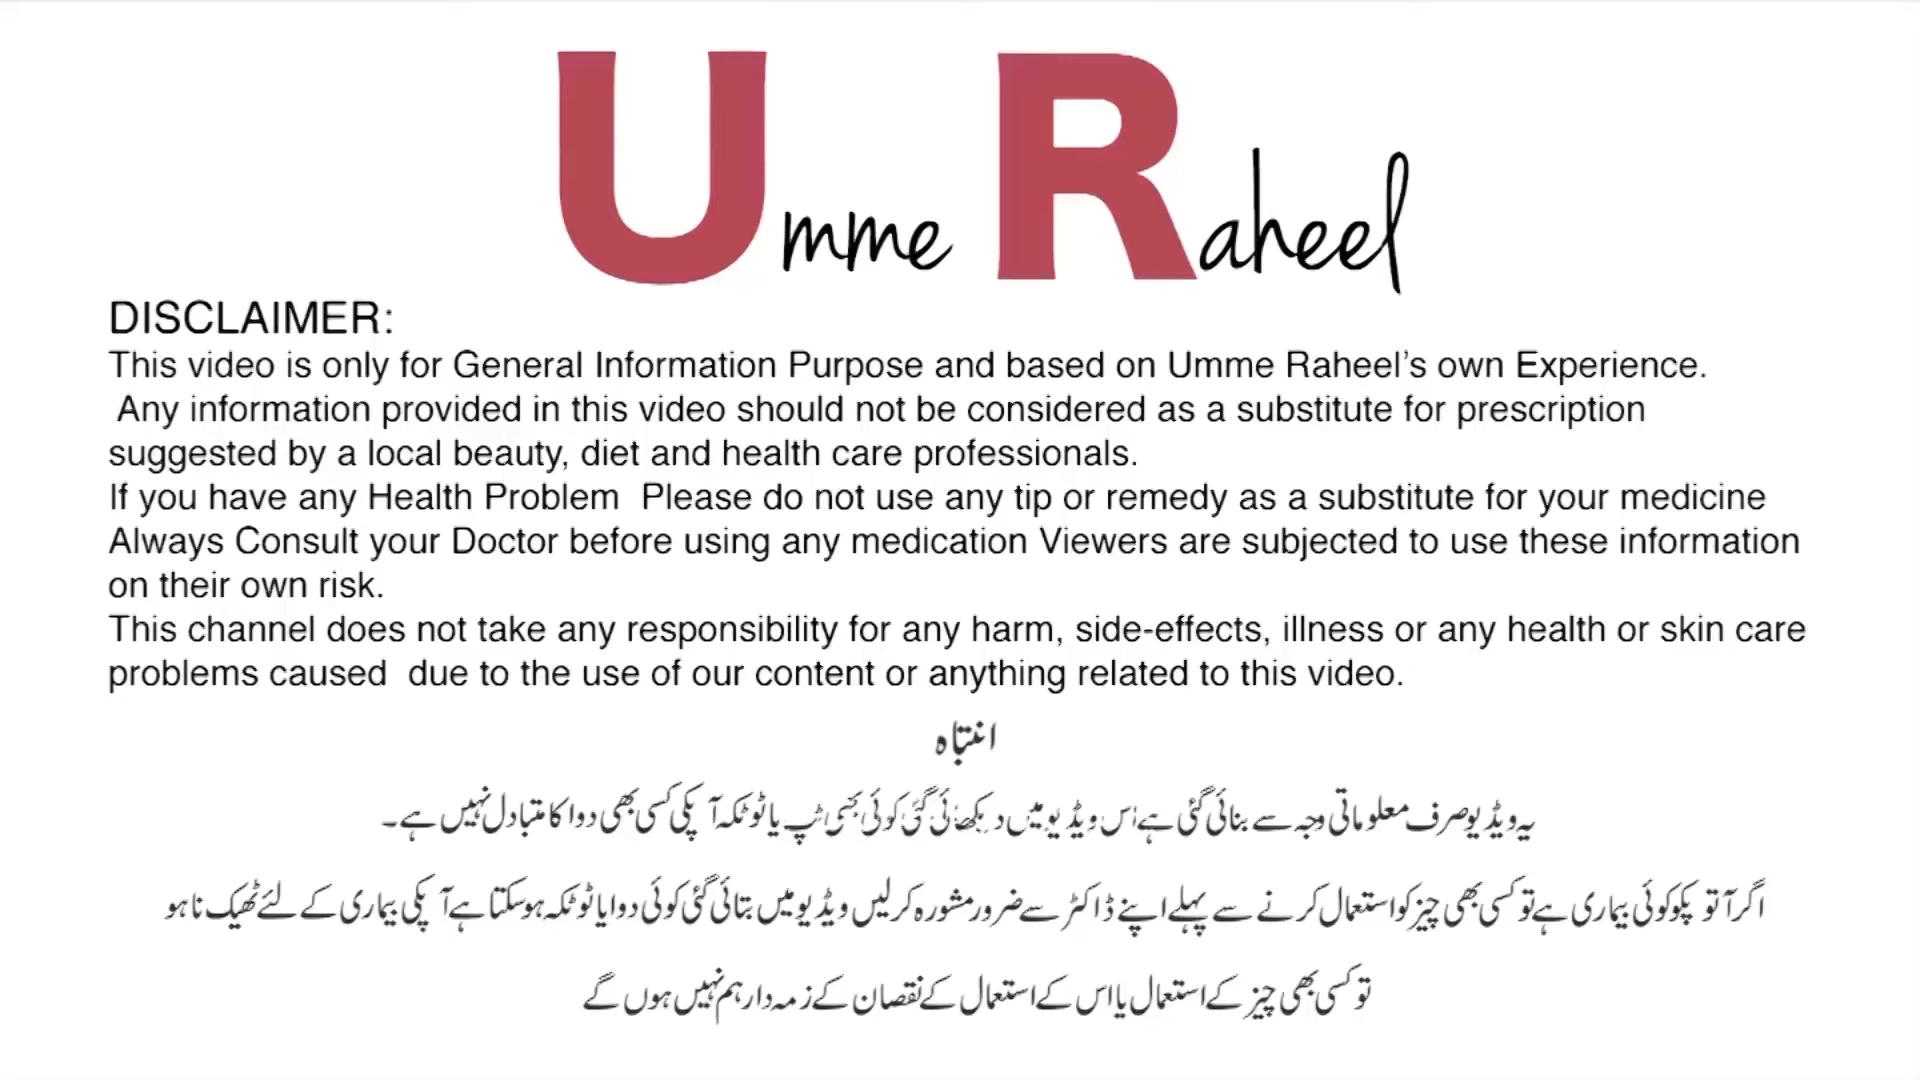 Umme Raheel
DISCLAIMER:
This video is only for General Information Purpose and based on Umme Raheel’s own Experience.
Any information provided in this video should not be considered as a substitute for prescription
suggested by a local beauty, diet and health care professionals.
If you have any Health Problem  Please do not use any tip or remedy as a substitute for your medicine
Always Consult your Doctor before using any medication Viewers are subjected to use these information
on their own risk.
This channel does not take any responsibility for any harm, side-effects, illness or any health or skin care
problems caused  due to the use of our content or anything related to this video.
انتباہ
یہ ویڈیو صرف معلوماتی وجہ سے بنائی گئی ہے اس ویڈیو میں دیکھائی گئی کوئی بھی ٹپ یا ٹوٹکہ آپکی کسی بھی دوا کا متبادل نہیں ہے۔
اگر آتو پکو کوئی بیماری ہے تو کسی بھی چیز کو استعمال کرنے سے پہلے اپنے ڈاکٹر سے ضرور مشورہ کر لیں ویڈیو میں بتائی گئی کوئی دوا یا ٹوٹکہ ہو سکتا ہے آپکی بیماری کے لئے ٹھیک نا ہو
تو کسی بھی چیز کے استعمال یا اس کے استعمال کے نقصان کے زمہ دار ہم نہیں ہوں گے